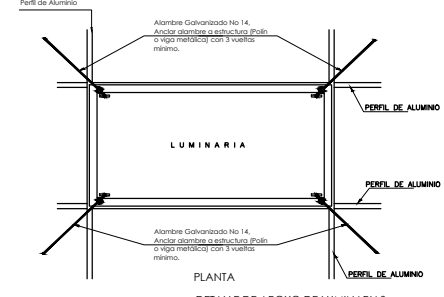 Perfil de Aluminio
Alambre Galvanizado No 14,
Anclar alambre a estructura (Polin
o viga metálica) con 3 vueltas
mínimo.
PERFIL DE ALUMINIO
LUMINARIA
PERFIL DE ALUMINIO
Alambre Galvanizado No 14,
Anclar alambre a estructura (Polin
o viga metálica) con 3 vueltas
mínimo.
PLANTA
PERFIL DE ALUMINIO